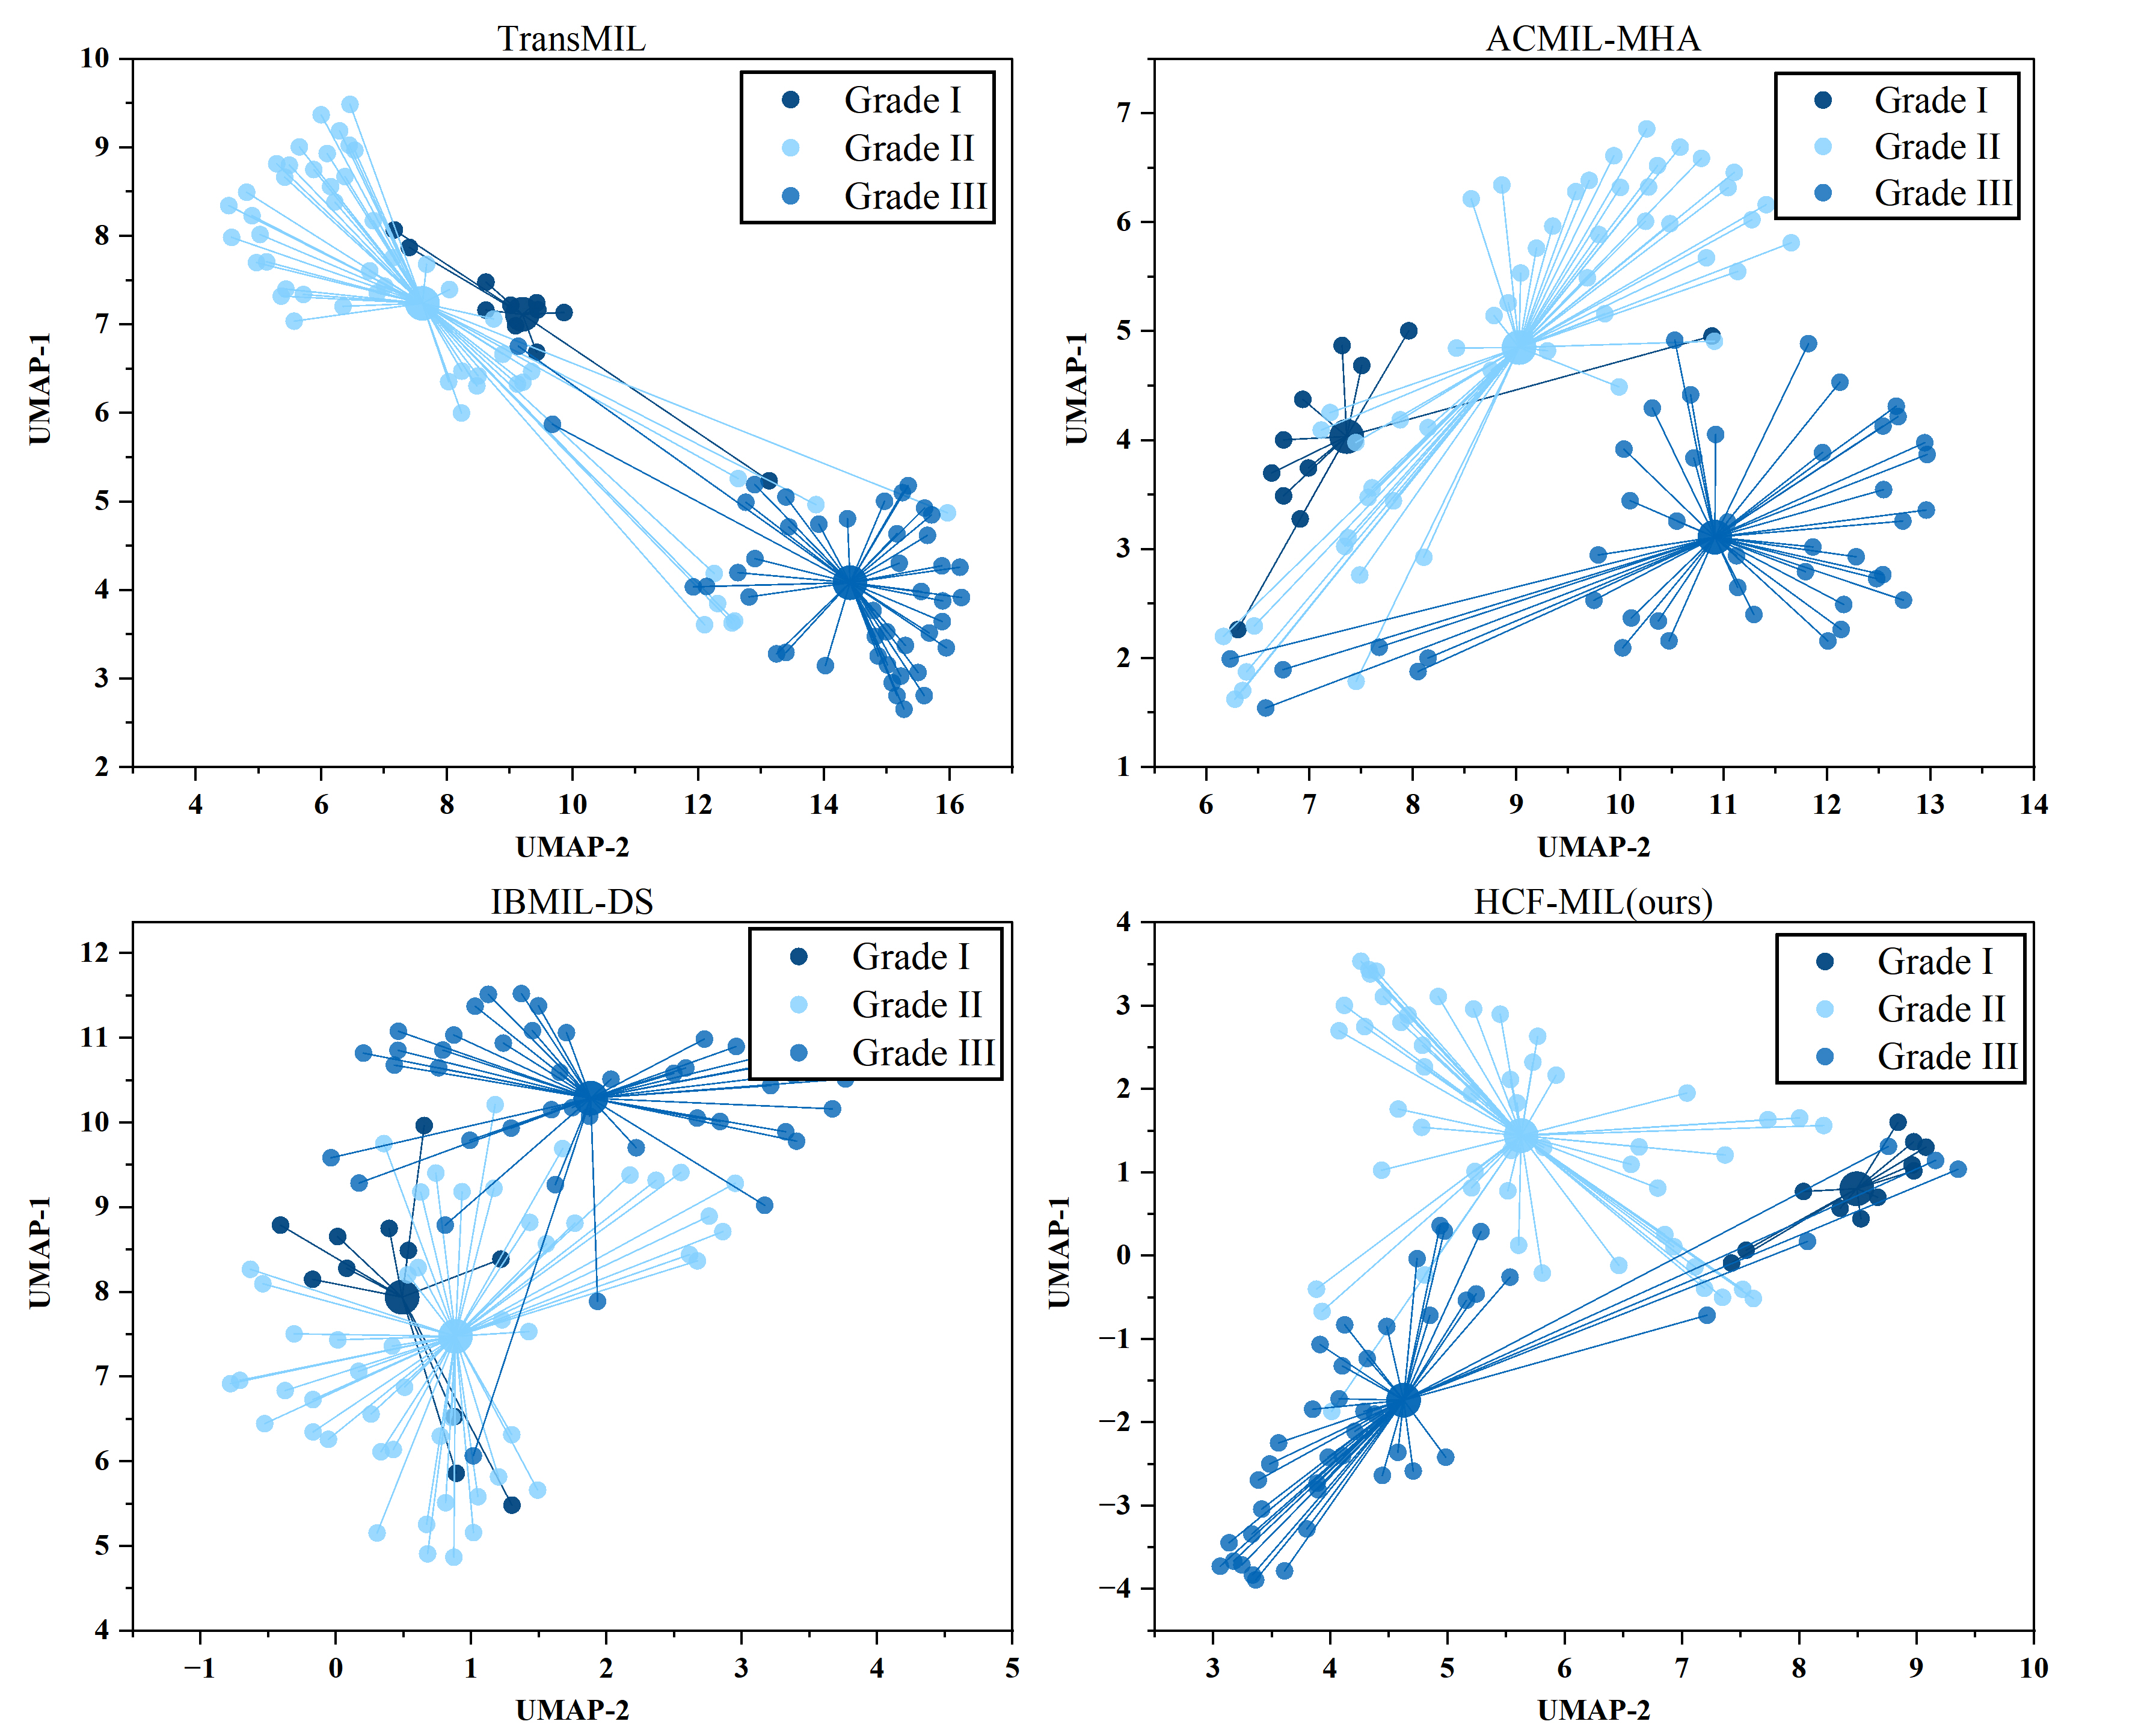 TransMIL
10
9
8
7
6
5
4
3
2
UMAP-1
4 6 8 10 12 14 16
UMAP-2
Grade I
Grade II
Grade III
ACMIL-MHA
7
6
5
4
3
2
1
UMAP-1
6 7 8 9 10 11 12 13 14
UMAP-2
Grade I
Grade II
Grade III
IBMIL-DS
12
11
10
9
8
7
6
5
4
UMAP-1
−1 0 1 2 3 4 5
UMAP-2
Grade I
Grade II
Grade III
HCF-MIL(ours)
4
3
2
1
0
−1
−2
−3
−4
UMAP-1
3 4 5 6 7 8 9 10
UMAP-2
Grade I
Grade II
Grade III